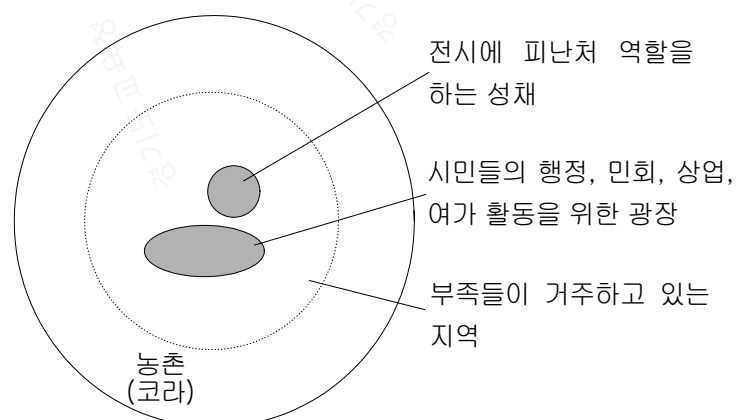 전시에 피난처 역할을
하는 성채
시민들의 행정, 민회, 상업,
여가 활동을 위한 광장
부족들이 거주하고 있는
지역
농촌
(코라)